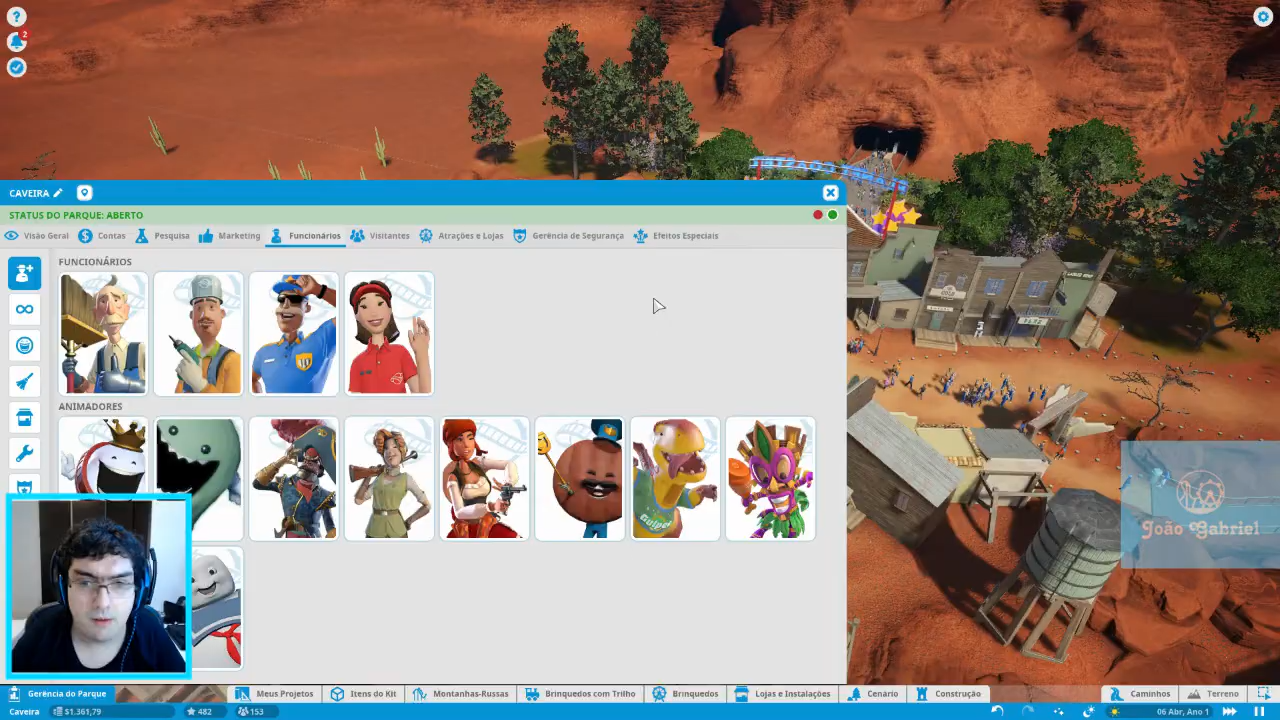 ?
2
CAVEIRA
STATUS DO PARQUE: ABERTO
Visão Geral
Contas
Pesquisa
Marketing
Funcionários
Visitantes
Atrações e Lojas
Gerência de Segurança
Efeitos Especiais
FUNCIONÁRIOS
ANIMADORES
Gulpee
João Gabriel
Gerência do Parque
Meus Projetos
Itens do Kit
Montanhas-Russas
Brinquedos com Trilho
Brinquedos
Lojas e Instalações
Cenário
Construção
Caminhos
Terreno
Caveira
$1.361,79
482
153
06 Abr, Ano 1